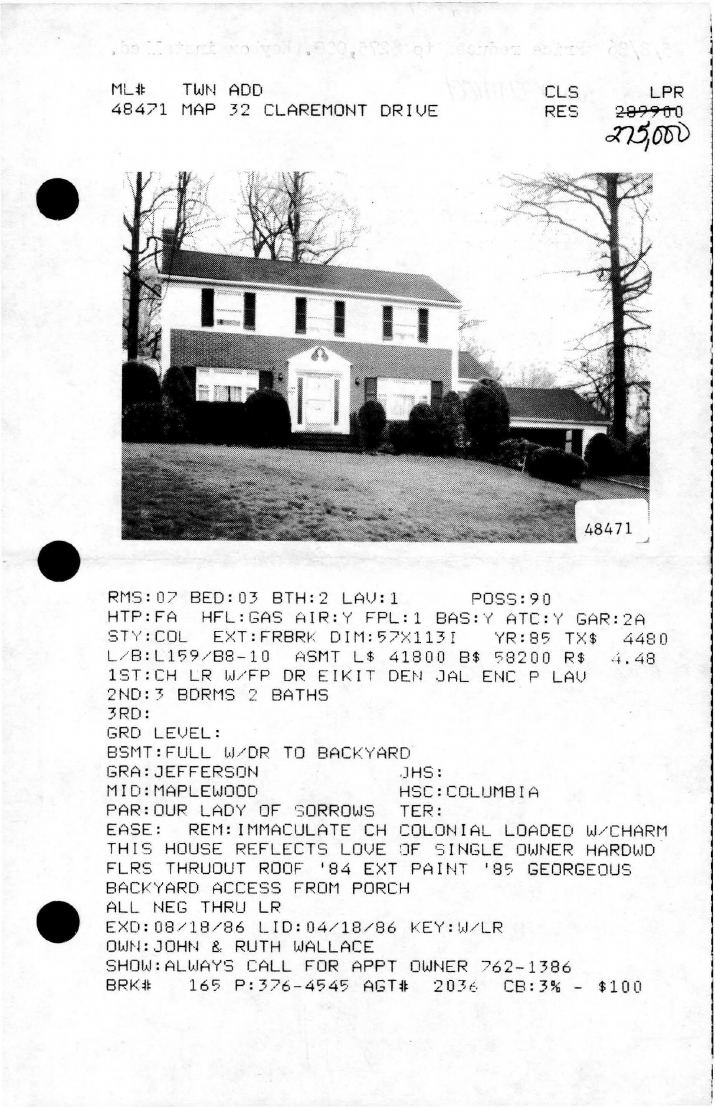 ML# TWN ADD CLS LPR
48471 MAP 32 CLAREMONT DRIVE RES 289900
275,000
48471
RMS:07 BED:03 BTH:2 LAV:1 POSS:90
HTP:FA HFL:GAS AIR:Y FPL:1 BAS:Y ATC:Y GAR:2A
STY:COL EXT:FRBRK DIM:57X113I YR:85 TX$ 4480
L/B:L159/B8-10 ASMT L$ 41800 B$ 58200 R$ 4.48
1ST:CH LR W/FP DR EIKIT DEN JAL ENC P LAV
2ND:3 BDRMS 2 BATHS
3RD:
GRD LEVEL:
BSMT:FULL W/DR TO BACKYARD
GRA:JEFFERSON JHS:
MID:MAPLEWOOD HSC:COLUMBIA
PAR:OUR LADY OF SORROWS TER:
EASE: REM:IMMACULATE CH COLONIAL LOADED W/CHARM
THIS HOUSE REFLECTS LOVE OF SINGLE OWNER HARDWD
FLRS THRUOUT ROOF '84 EXT PAINT '85 GEORGEOUS
BACKYARD ACCESS FROM PORCH
ALL NEG THRU LR
EXD:08/18/86 LID:04/18/86 KEY:W/LR
OWN:JOHN & RUTH WALLACE
SHOW:ALWAYS CALL FOR APPT OWNER 762-1386
BRK# 165 P:376-4545 AGT# 2036 CB:3% - $100